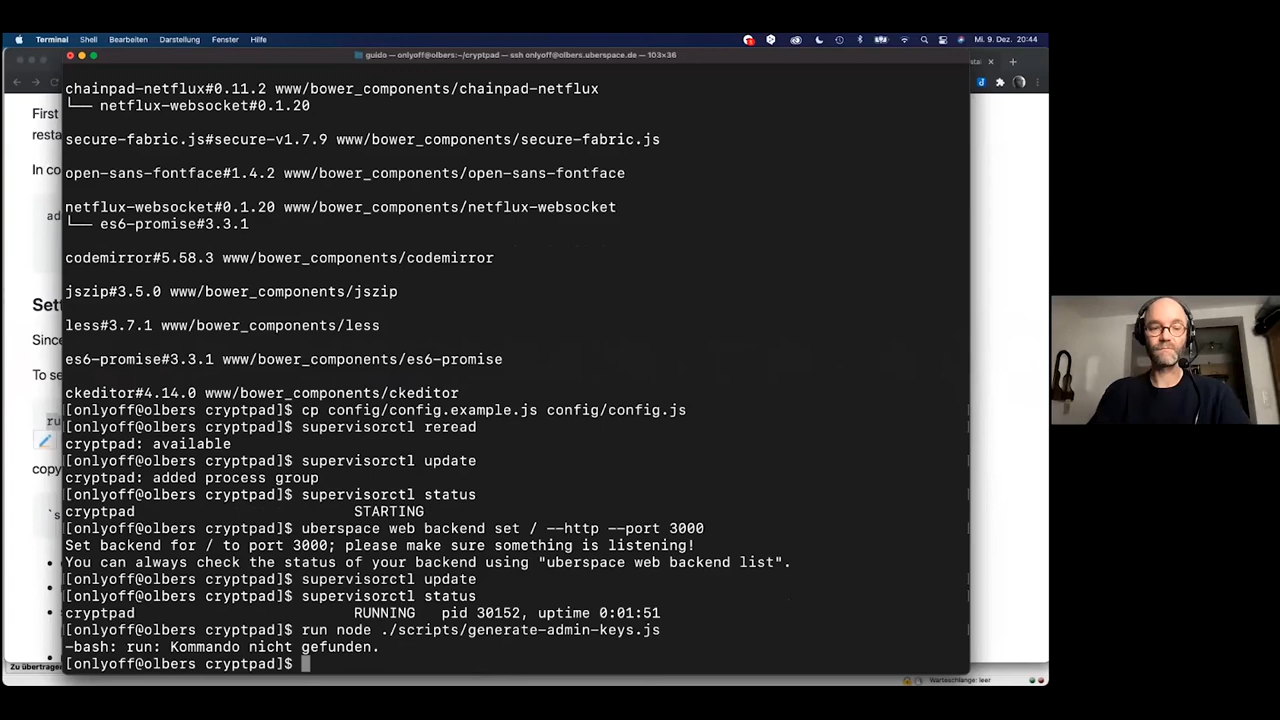 Terminal Shell Bearbeiten Darstellung Fenster Hilfe
Mi. 9. Dez. 20:44
guido — onlyoff@olbers:~/cryptpad — ssh onlyoff@olbers.uberspace.de — 103×36
First
resta
In co
ad
Sett
Since
To se
ru
copy
`s
Zu übertragen
Warteschlange: leer
chainpad-netflux#0.11.2 www/bower_components/chainpad-netflux
└── netflux-websocket#0.1.20
secure-fabric.js#secure-v1.7.9 www/bower_components/secure-fabric.js
open-sans-fontface#1.4.2 www/bower_components/open-sans-fontface
netflux-websocket#0.1.20 www/bower_components/netflux-websocket
└── es6-promise#3.3.1
codemirror#5.58.3 www/bower_components/codemirror
jszip#3.5.0 www/bower_components/jszip
less#3.7.1 www/bower_components/less
es6-promise#3.3.1 www/bower_components/es6-promise
ckeditor#4.14.0 www/bower_components/ckeditor
[onlyoff@olbers cryptpad]$ cp config/config.example.js config/config.js
[onlyoff@olbers cryptpad]$ supervisorctl reread
cryptpad: available
[onlyoff@olbers cryptpad]$ supervisorctl update
cryptpad: added process group
[onlyoff@olbers cryptpad]$ supervisorctl status
cryptpad STARTING
[onlyoff@olbers cryptpad]$ uberspace web backend set / --http --port 3000
Set backend for / to port 3000; please make sure something is listening!
You can always check the status of your backend using "uberspace web backend list".
[onlyoff@olbers cryptpad]$ supervisorctl update
[onlyoff@olbers cryptpad]$ supervisorctl status
cryptpad RUNNING pid 30152, uptime 0:01:51
[onlyoff@olbers cryptpad]$ run node ./scripts/generate-admin-keys.js
-bash: run: Kommando nicht gefunden.
[onlyoff@olbers cryptpad]$